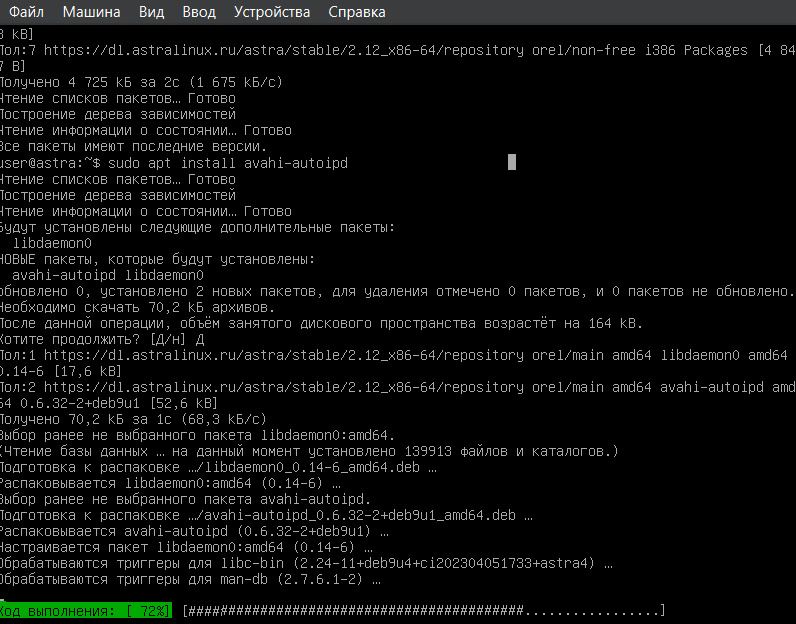 Файл Машина Вид Ввод Устройства Справка
3 kB]
Пол:7 https://dl.astralinux.ru/astra/stable/2.12_x86-64/repository orel/non-free i386 Packages [4 84
7 B]
Получено 4 725 kБ за 2с (1 675 kБ/c)
Чтение списков пакетов… Готово
Построение дерева зависимостей
Чтение информации о состоянии… Готово
Все пакеты имеют последние версии.
user@astra:~$ sudo apt install avahi-autoipd
Чтение списков пакетов… Готово
Построение дерева зависимостей
Чтение информации о состоянии… Готово
Будут установлены следующие дополнительные пакеты:
libdaemon0
НОВЫЕ пакеты, которые будут установлены:
avahi-autoipd libdaemon0
обновлено 0, установлено 2 новых пакетов, для удаления отмечено 0 пакетов, и 0 пакетов не обновлено.
Необходимо скачать 70,2 kБ архивов.
После данной операции, объём занятого дискового пространства возрастёт на 164 kB.
Хотите продолжить? [Д/н] Д
Пол:1 https://dl.astralinux.ru/astra/stable/2.12_x86-64/repository orel/main amd64 libdaemon0 amd64
0.14-6 [17,6 kB]
Пол:2 https://dl.astralinux.ru/astra/stable/2.12_x86-64/repository orel/main amd64 avahi-autoipd amd
64 0.6.32-2+deb9u1 [52,6 kB]
Получено 70,2 kБ за 1с (68,3 kБ/c)
Выбор ранее не выбранного пакета libdaemon0:amd64.
(Чтение базы данных … на данный момент установлено 139913 файлов и каталогов.)
Подготовка к распаковке …/libdaemon0_0.14-6_amd64.deb …
Распаковывается libdaemon0:amd64 (0.14-6) …
Выбор ранее не выбранного пакета avahi-autoipd.
Подготовка к распаковке …/avahi-autoipd_0.6.32-2+deb9u1_amd64.deb …
Распаковывается avahi-autoipd (0.6.32-2+deb9u1) …
Настраивается пакет libdaemon0:amd64 (0.14-6) …
Обрабатываются триггеры для libc-bin (2.24-11+deb9u4+ci202304051733+astra4) …
Обрабатываются триггеры для man-db (2.7.6.1-2) …
Ход выполнения: [ 72%] [##########################################.................]